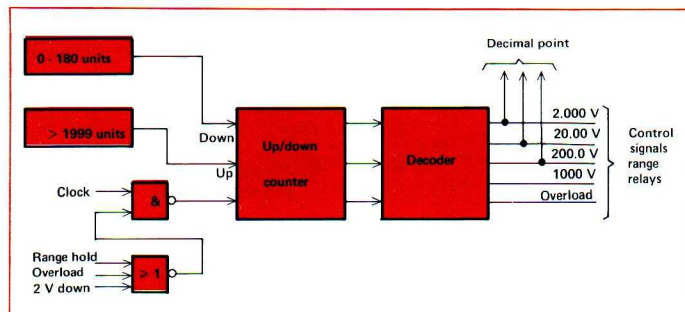 Decimal point
0 - 180 units
> 1999 units
Down
Up
Up/down
counter
Decoder
2.000 V
20.00 V
200.0 V
1000 V
Overload
Control
signals
range
relays
Clock
&
Range hold
Overload
2 V down
> 1